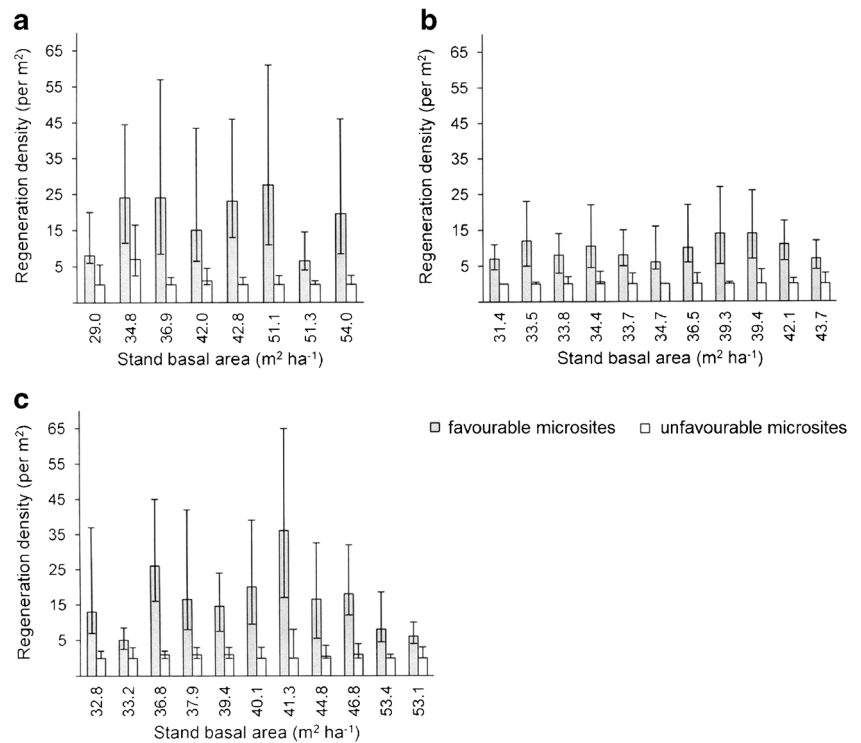 a
Regeneration density (per m²)
65
55
45
35
25
15
5
29.0 34.8 36.9 42.0 42.8 51.1 51.3 54.0
Stand basal area (m² ha⁻¹)
b
Regeneration density (per m²)
65
55
45
35
25
15
5
31.4 33.5 33.8 34.4 33.7 34.7 36.5 39.3 39.4 42.1 43.7
Stand basal area (m² ha⁻¹)
c
Regeneration density (per m²)
65
55
45
35
25
15
5
32.8 33.2 36.8 37.9 39.4 40.1 41.3 44.8 46.8 53.4 53.1
Stand basal area (m² ha⁻¹)
favourable microsites unfavourable microsites